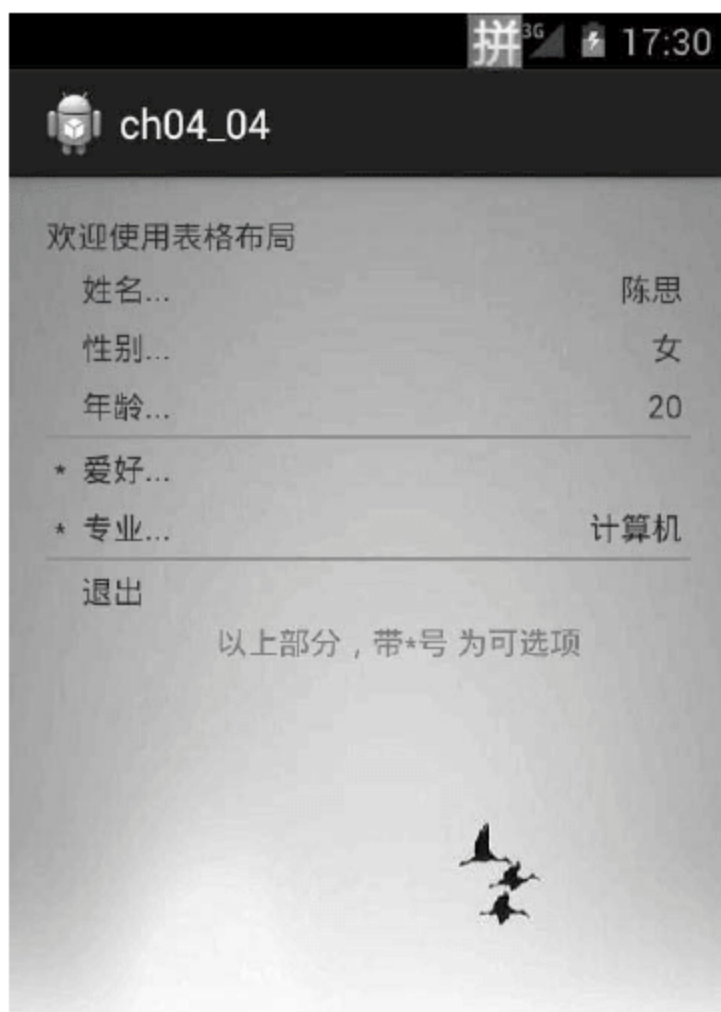 拼 3G 17:30
ch04_04
欢迎使用表格布局
姓名... 陈思
性别... 女
年龄... 20
* 爱好...
* 专业... 计算机
退出
以上部分，带*号 为可选项